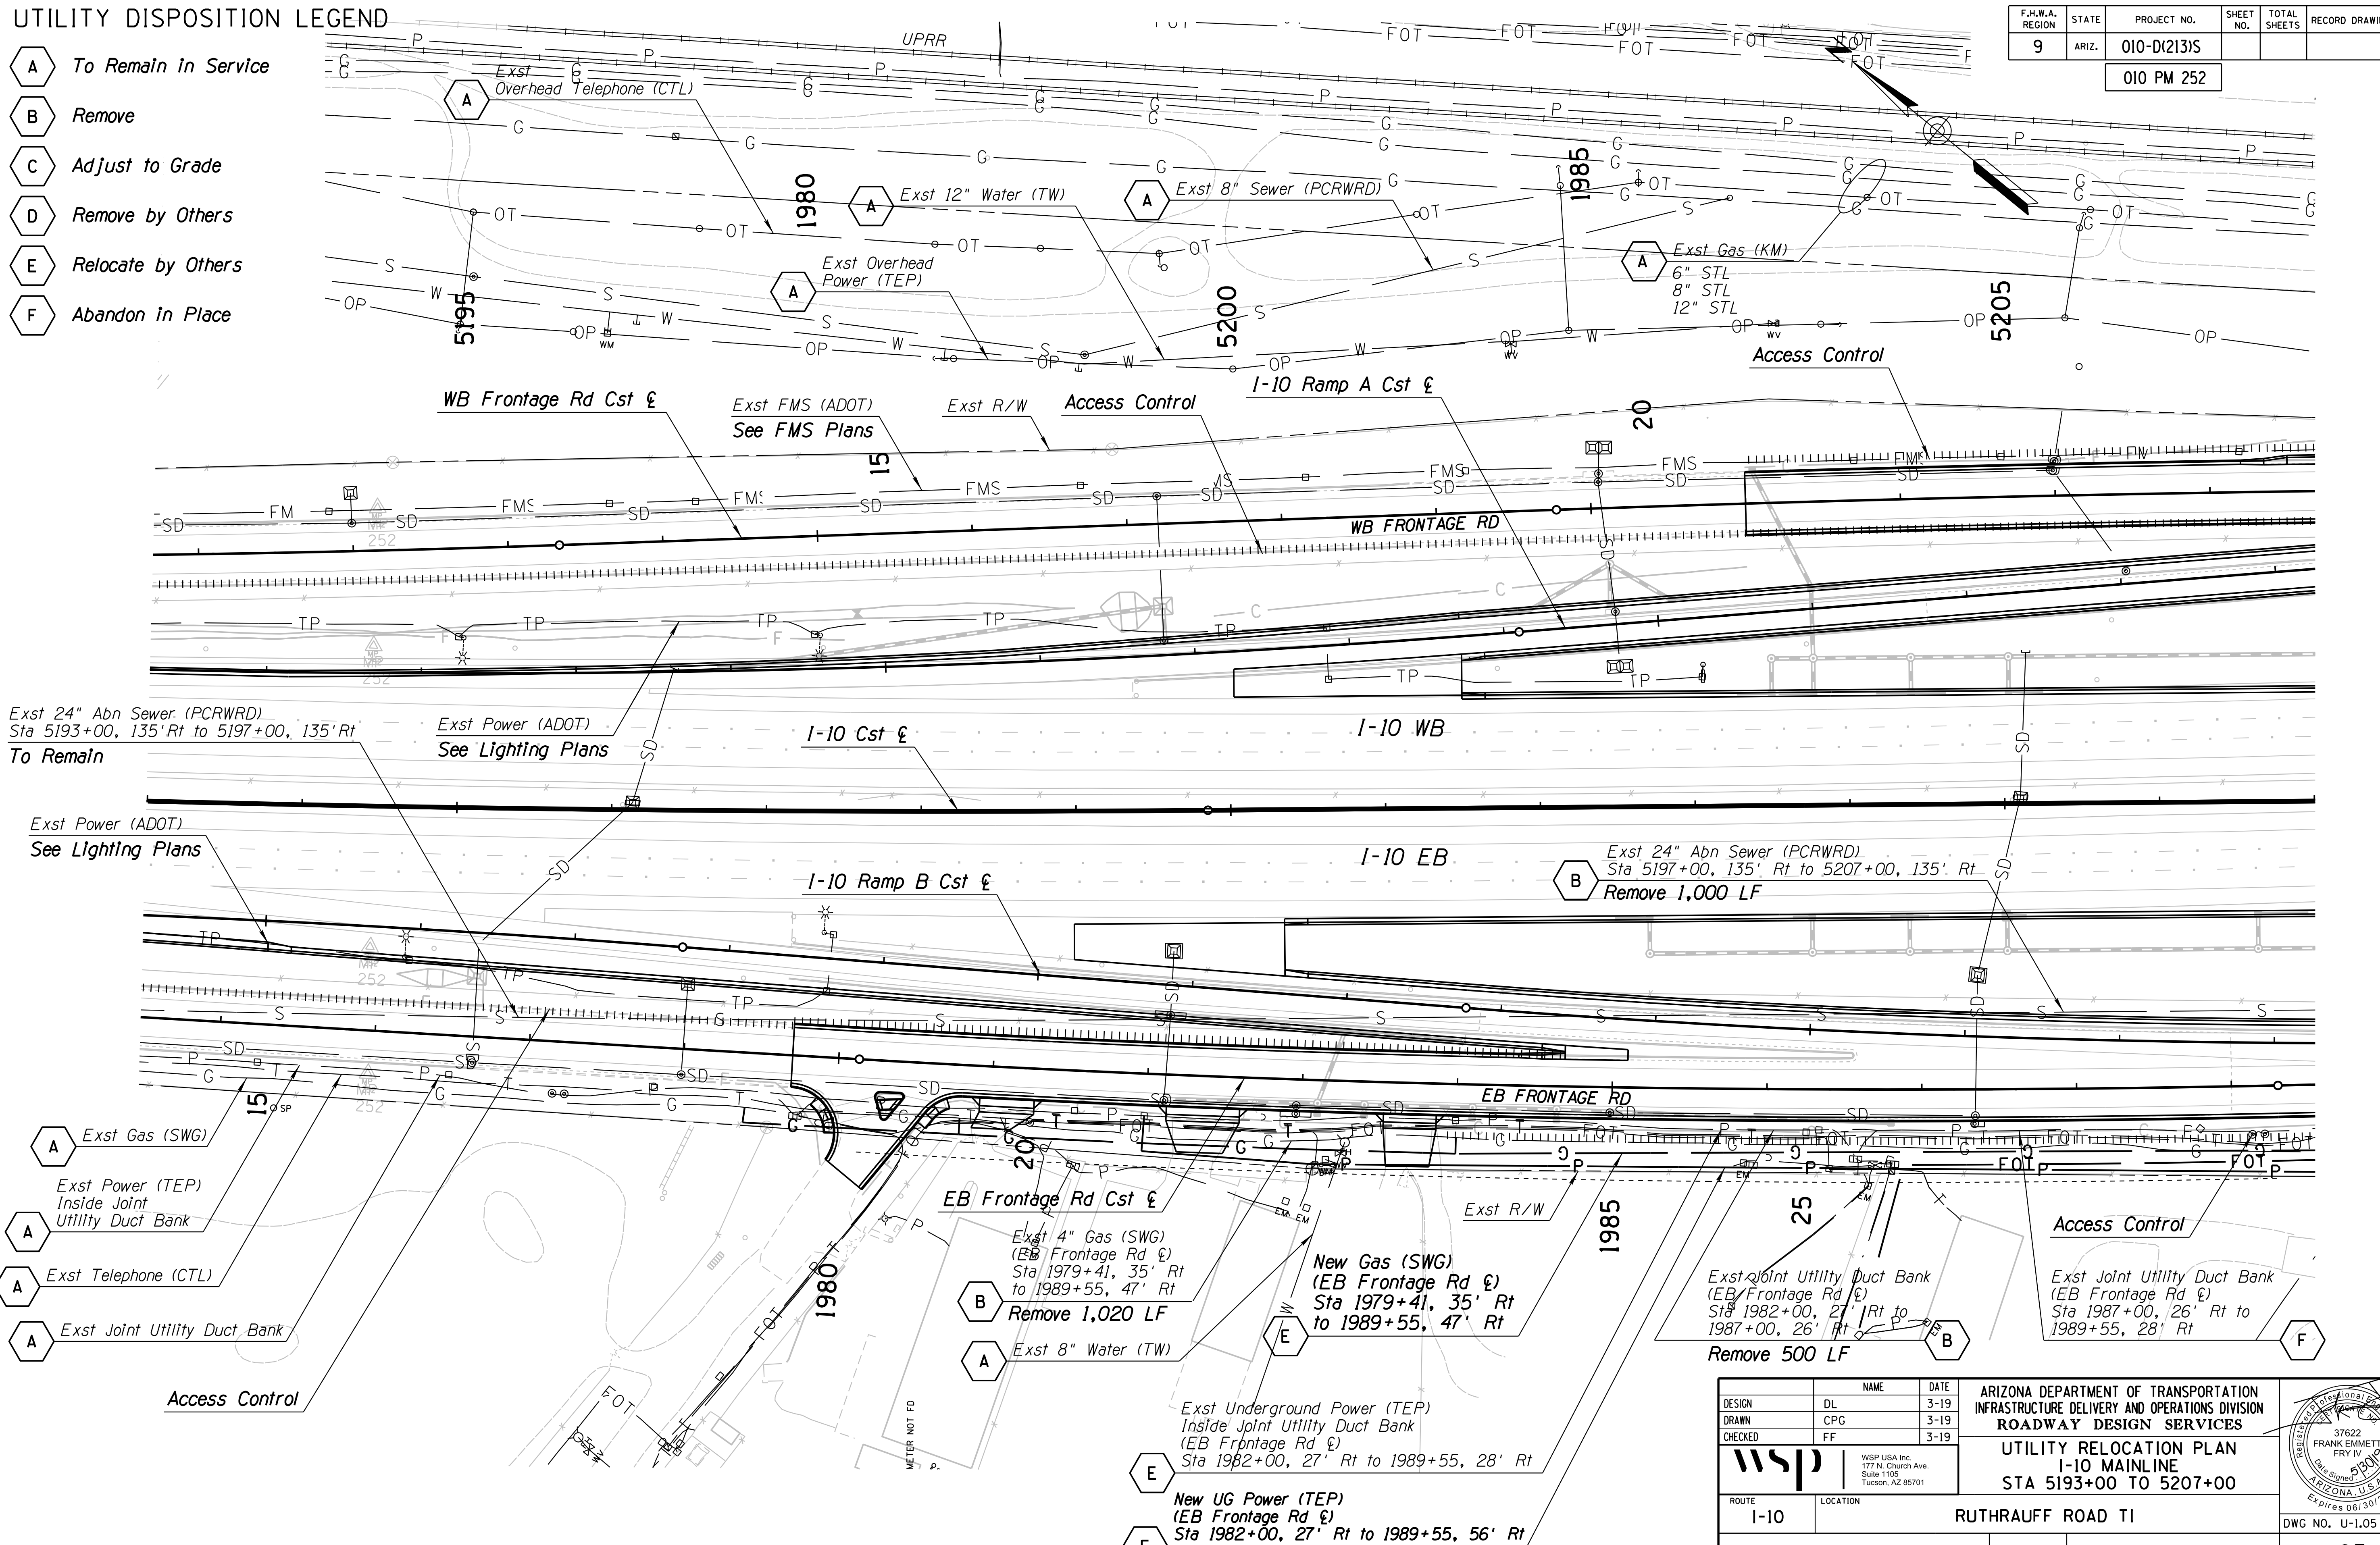 UTILITY DISPOSITION LEGEND
A To Remain in Service
B Remove
C Adjust to Grade
D Remove by Others
E Relocate by Others
F Abandon in Place
F.H.W.A. REGION STATE PROJECT NO. SHEET NO. TOTAL SHEETS
9 ARIZ. 010-D(213)S
010 PM 252
UPRR
A Exst
Overhead Telephone (CTL)
A Exst 12" Water (TW)
A Exst 8" Sewer (PCRWRD)
A Exst Overhead
Power (TEP)
A Exst Gas (KM)
6" STL
8" STL
12" STL
1980
1985
5195
5200
5205
WM
WV
WV
WB Frontage Rd Cst ℄
Exst FMS (ADOT)
See FMS Plans
Exst R/W
Access Control
I-10 Ramp A Cst ℄
Access Control
15
20
WB FRONTAGE RD
252
252
Exst 24" Abn Sewer (PCRWRD)
Sta 5193+00, 135'Rt to 5197+00, 135'Rt
To Remain
Exst Power (ADOT)
See Lighting Plans
I-10 Cst ℄
I-10 WB
Exst Power (ADOT)
See Lighting Plans
I-10 Ramp B Cst ℄
I-10 EB
B Exst 24" Abn Sewer (PCRWRD)
Sta 5197+00, 135' Rt to 5207+00, 135' Rt
Remove 1,000 LF
252
252
15
SP
EB FRONTAGE RD
A Exst Gas (SWG)
A Exst Power (TEP)
Inside Joint
Utility Duct Bank
A Exst Telephone (CTL)
A Exst Joint Utility Duct Bank
Access Control
20
1980
EB Frontage Rd Cst ℄
B Exst 4" Gas (SWG)
(EB Frontage Rd ℄)
Sta 1979+41, 35' Rt
to 1989+55, 47' Rt
Remove 1,020 LF
A Exst 8" Water (TW)
E New Gas (SWG)
(EB Frontage Rd ℄)
Sta 1979+41, 35' Rt
to 1989+55, 47' Rt
Exst R/W
1985
25
Access Control
Exst Joint Utility Duct Bank
(EB Frontage Rd ℄)
Sta 1982+00, 27' Rt to
1987+00, 26' Rt
Remove 500 LF
B
Exst Joint Utility Duct Bank
(EB Frontage Rd ℄)
Sta 1987+00, 26' Rt to
1989+55, 28' Rt
F
METER NOT FD
E Exst Underground Power (TEP)
Inside Joint Utility Duct Bank
(EB Frontage Rd ℄)
Sta 1982+00, 27' Rt to 1989+55, 28' Rt
New UG Power (TEP)
(EB Frontage Rd ℄)
Sta 1982+00, 27' Rt to 1989+55, 56' Rt
NAME DATE
DESIGN DL 3-19
DRAWN CPG 3-19
CHECKED FF 3-19
wsp
WSP USA Inc.
177 N. Church Ave.
Suite 1105
Tucson, AZ 85701
ARIZONA DEPARTMENT OF TRANSPORTATION
INFRASTRUCTURE DELIVERY AND OPERATIONS DIVISION
ROADWAY DESIGN SERVICES
UTILITY RELOCATION PLAN
I-10 MAINLINE
STA 5193+00 TO 5207+00
ROUTE
I-10
LOCATION
RUTHRAUFF ROAD TI
37622
FRANK EMMETT
FRY IV
Date Signed
ARIZONA, U.S.A.
DWG NO. U-1.05